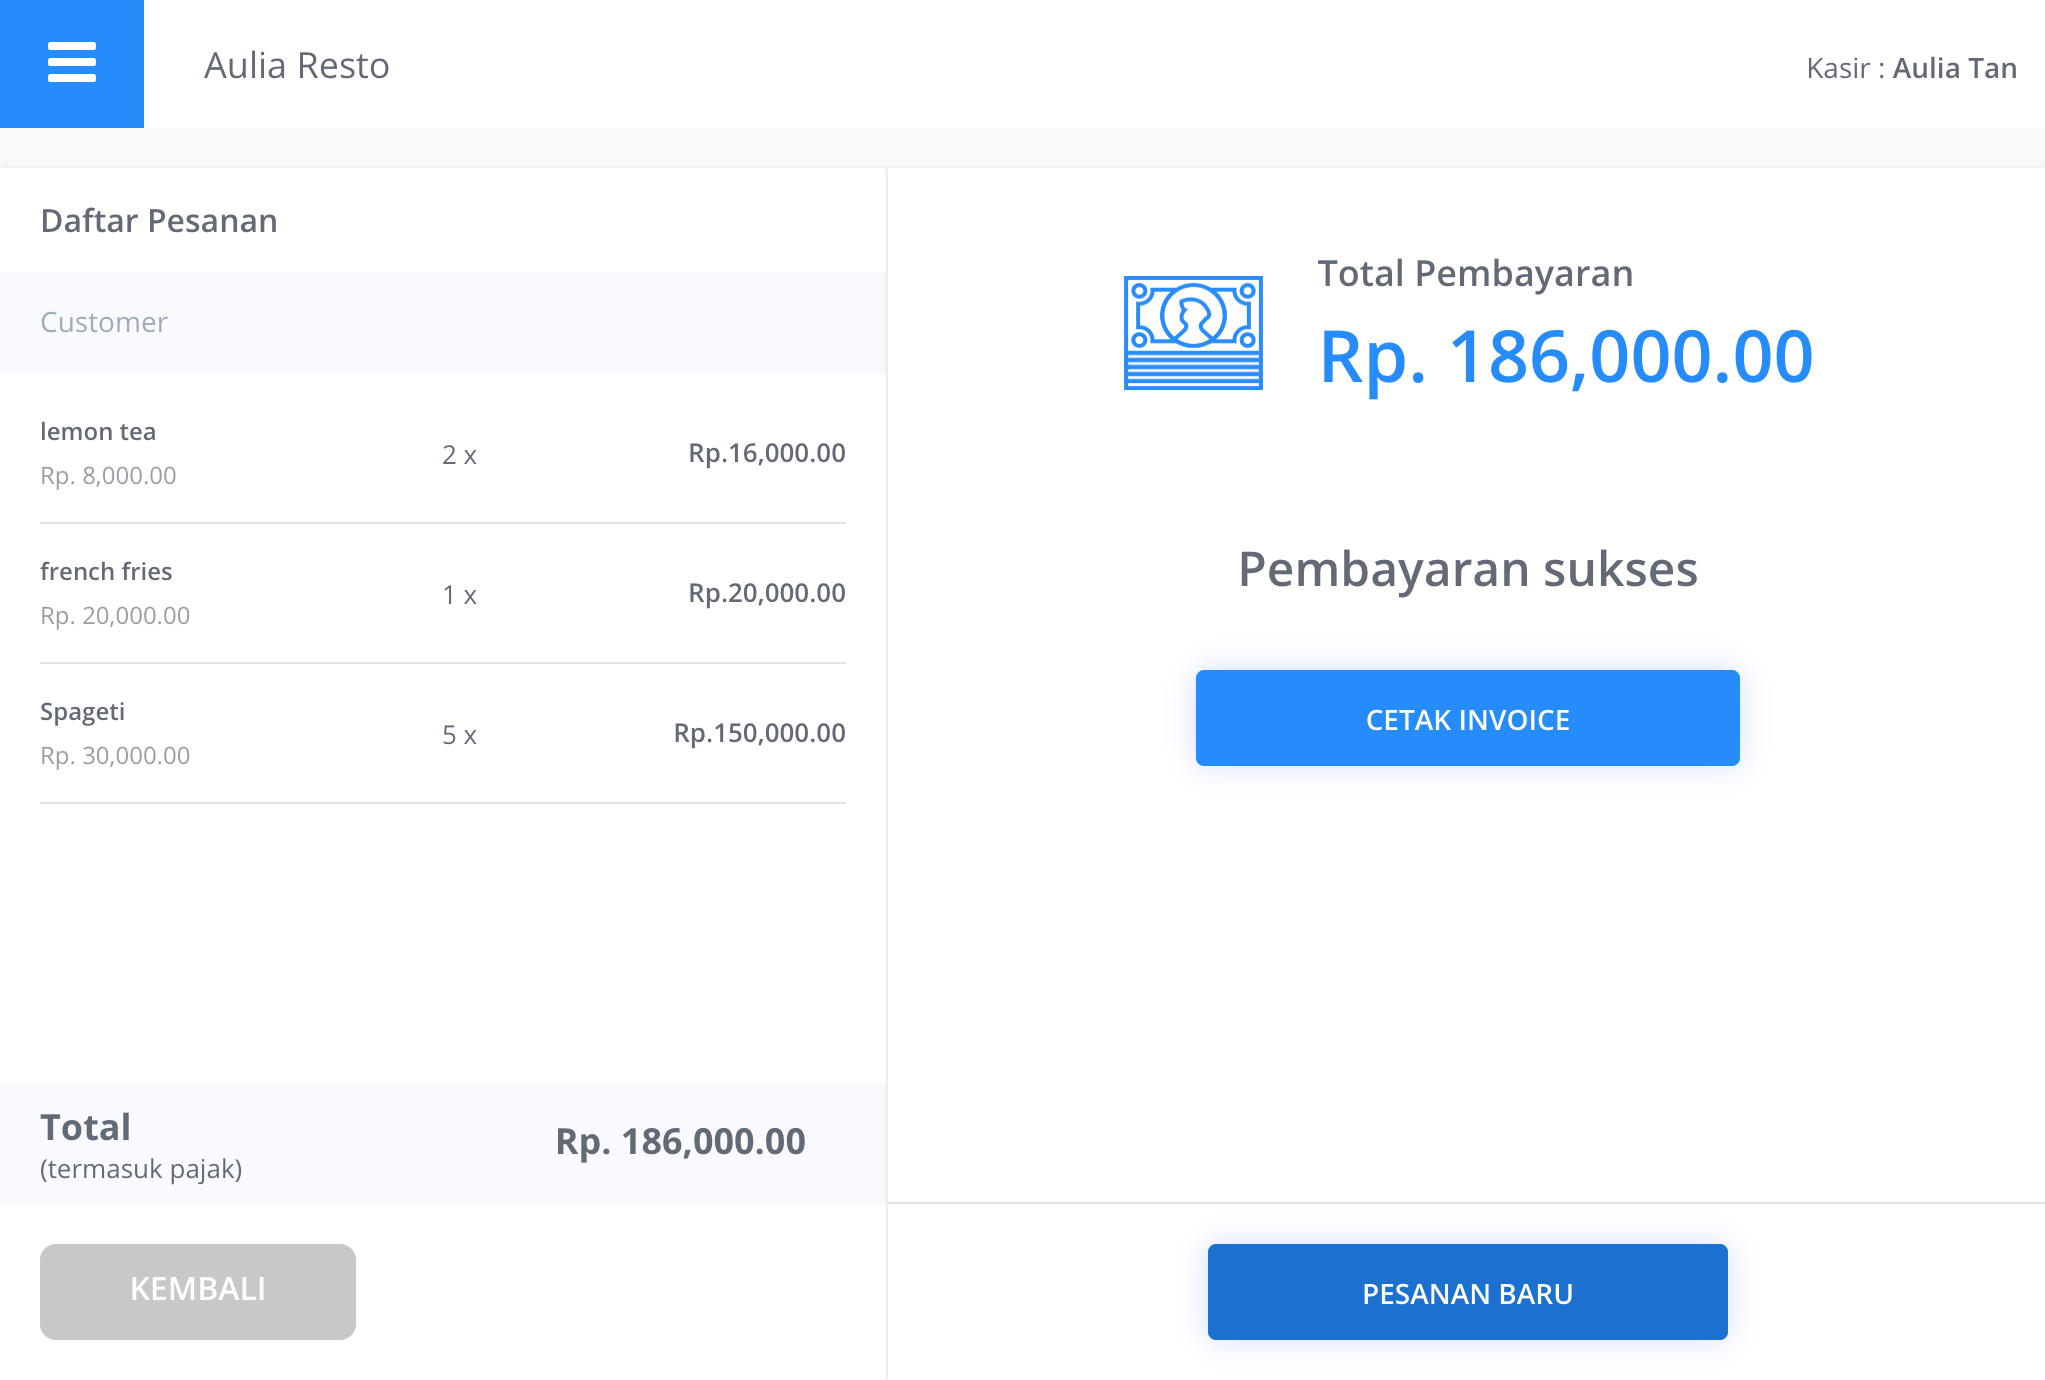 Aulia Resto
Kasir : Aulia Tan
Daftar Pesanan
Customer
lemon tea
Rp. 8,000.00
2 x
Rp.16,000.00
french fries
Rp. 20,000.00
1 x
Rp.20,000.00
Spageti
Rp. 30,000.00
5 x
Rp.150,000.00
Total
(termasuk pajak)
Rp. 186,000.00
KEMBALI
Total Pembayaran
Rp. 186,000.00
Pembayaran sukses
CETAK INVOICE
PESANAN BARU